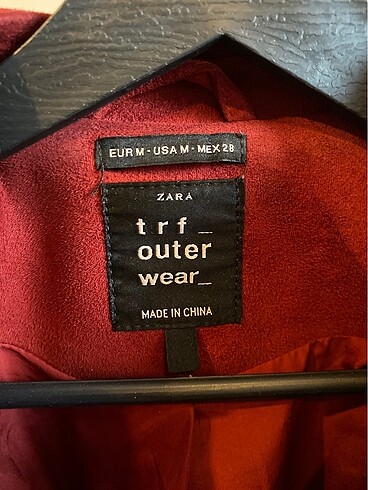 EUR M - USA M - MEX 28
ZARA
trf_
outer
wear_
MADE IN CHINA